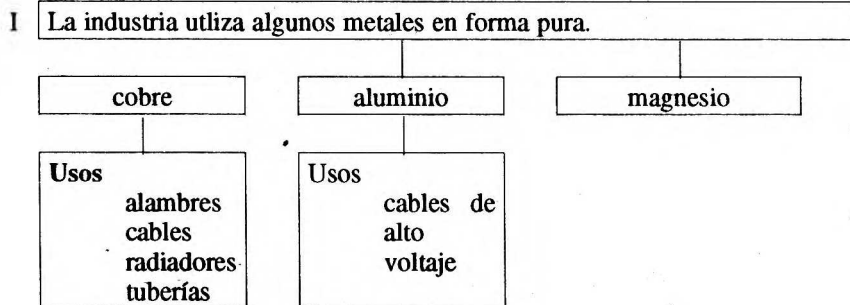 I La industria utliza algunos metales en forma pura.
cobre
aluminio
magnesio
Usos
alambres
cables
radiadores
tuberías
Usos
cables de
alto
voltaje